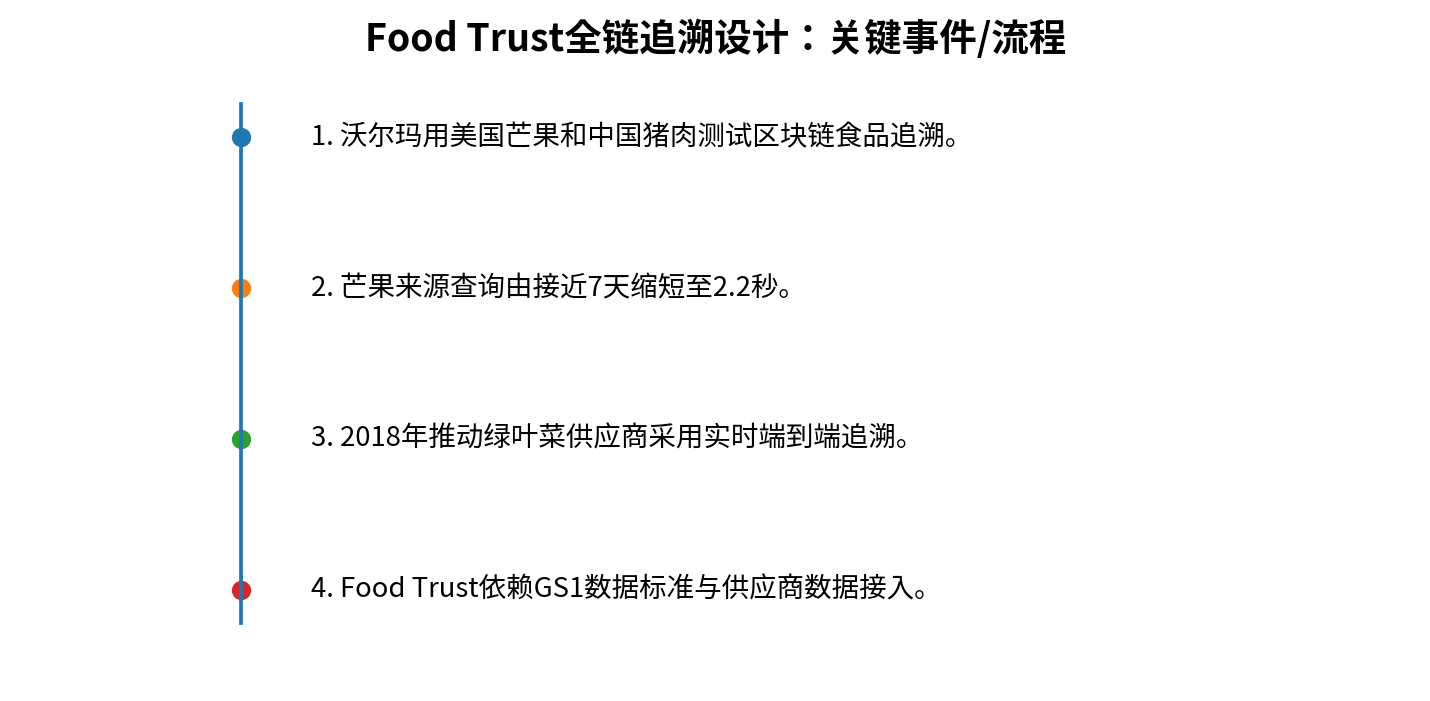 Food Trust全链追溯设计：关键事件/流程
1. 沃尔玛用美国芒果和中国猪肉测试区块链食品追溯。
2. 芒果来源查询由接近7天缩短至2.2秒。
3. 2018年推动绿叶菜供应商采用实时端到端追溯。
4. Food Trust依赖GS1数据标准与供应商数据接入。